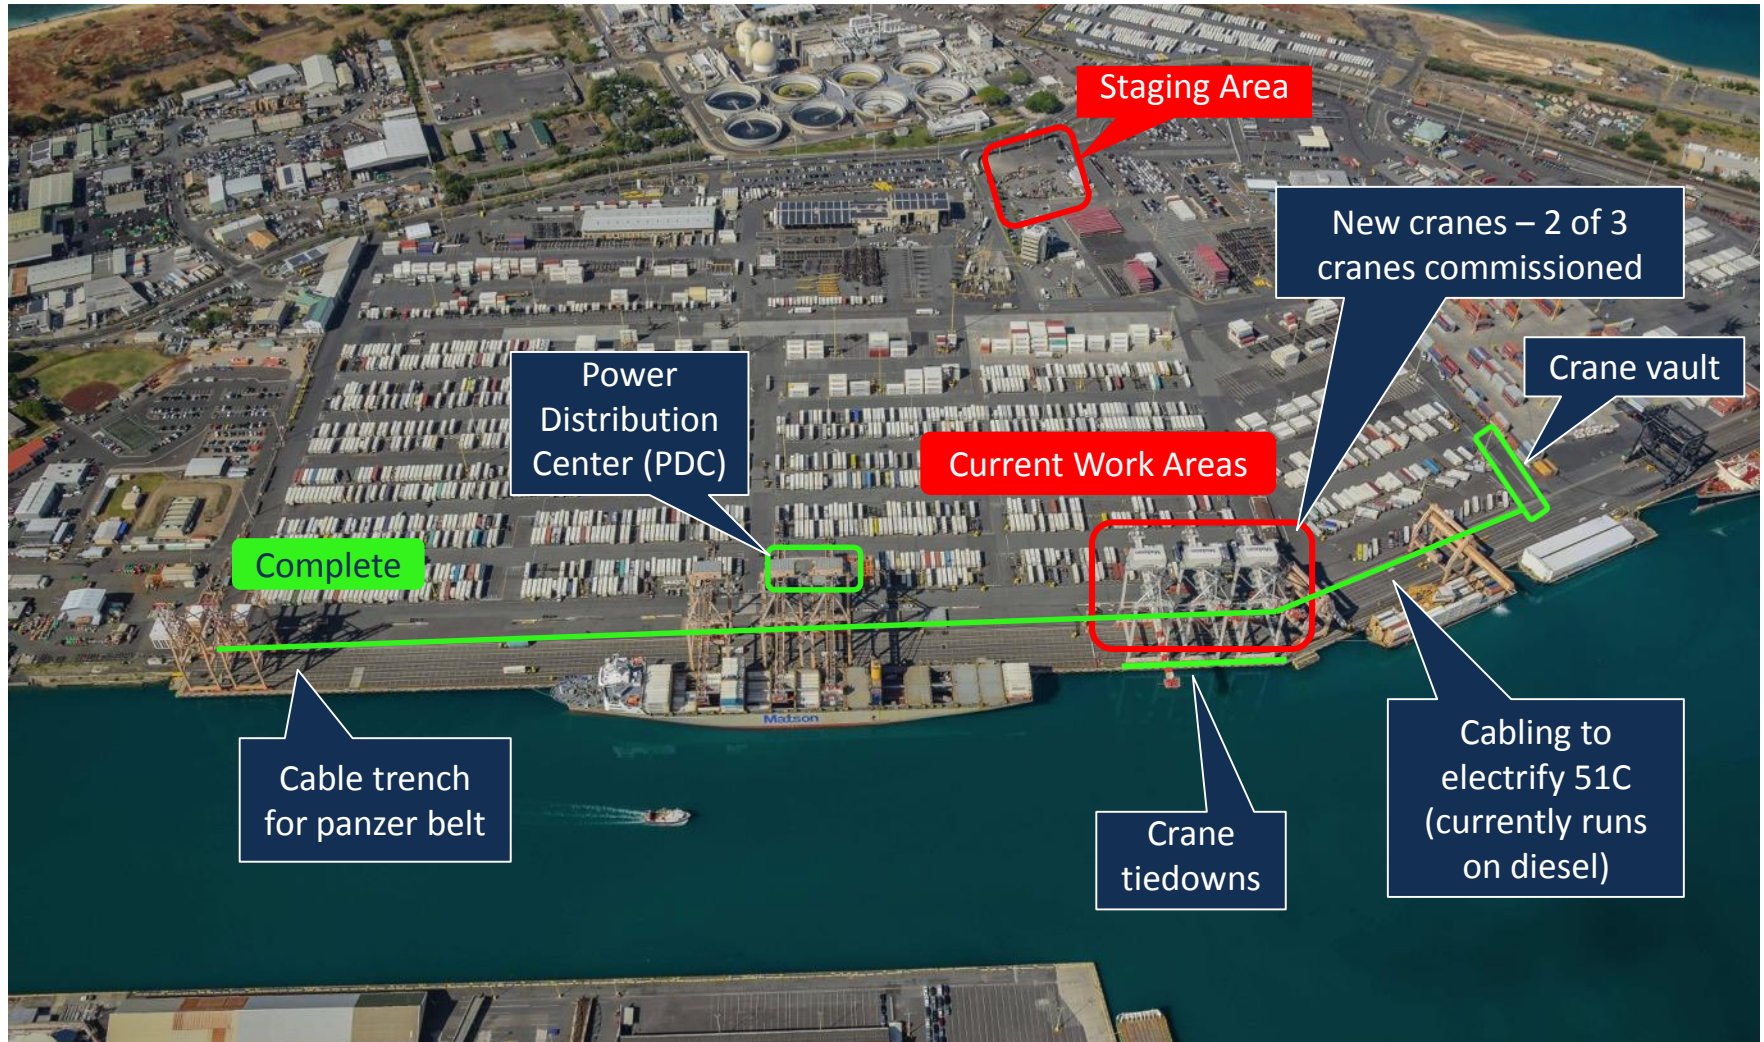 Staging Area
New cranes – 2 of 3
cranes commissioned
Crane vault
Power
Distribution
Center (PDC)
Current Work Areas
Complete
Matson
Cable trench
for panzer belt
Crane
tiedowns
Cabling to
electrify 51C
(currently runs
on diesel)